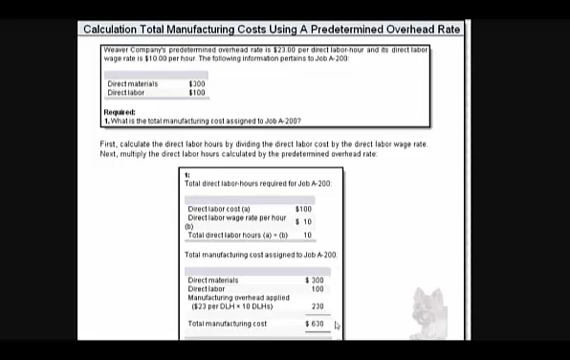 Calculation Total Manufacturing Costs Using A Predetermined Overhead Rate
Weaver Company's predetermined overhead rate is $23.00 per direct labor-hour and its direct labor
wage rate is $10.00 per hour. The following information pertains to Job A-200:
Direct materials $300
Direct labor $100
Required:
1. What is the total manufacturing cost assigned to Job A-200?
First, calculate the direct labor hours by dividing the direct labor cost by the direct labor wage rate.
Next, multiply the direct labor hours calculated by the predetermined overhead rate.
1:
Total direct labor-hours required for Job A-200:
Direct labor cost (a) $100
Direct labor wage rate per hour
(b) $ 10
Total direct labor hours (a) ÷ (b) 10
Total manufacturing cost assigned to Job A-200:
Direct materials $ 300
Direct labor 100
Manufacturing overhead applied
($23 per DLH × 10 DLHs) 230
Total manufacturing cost $ 630